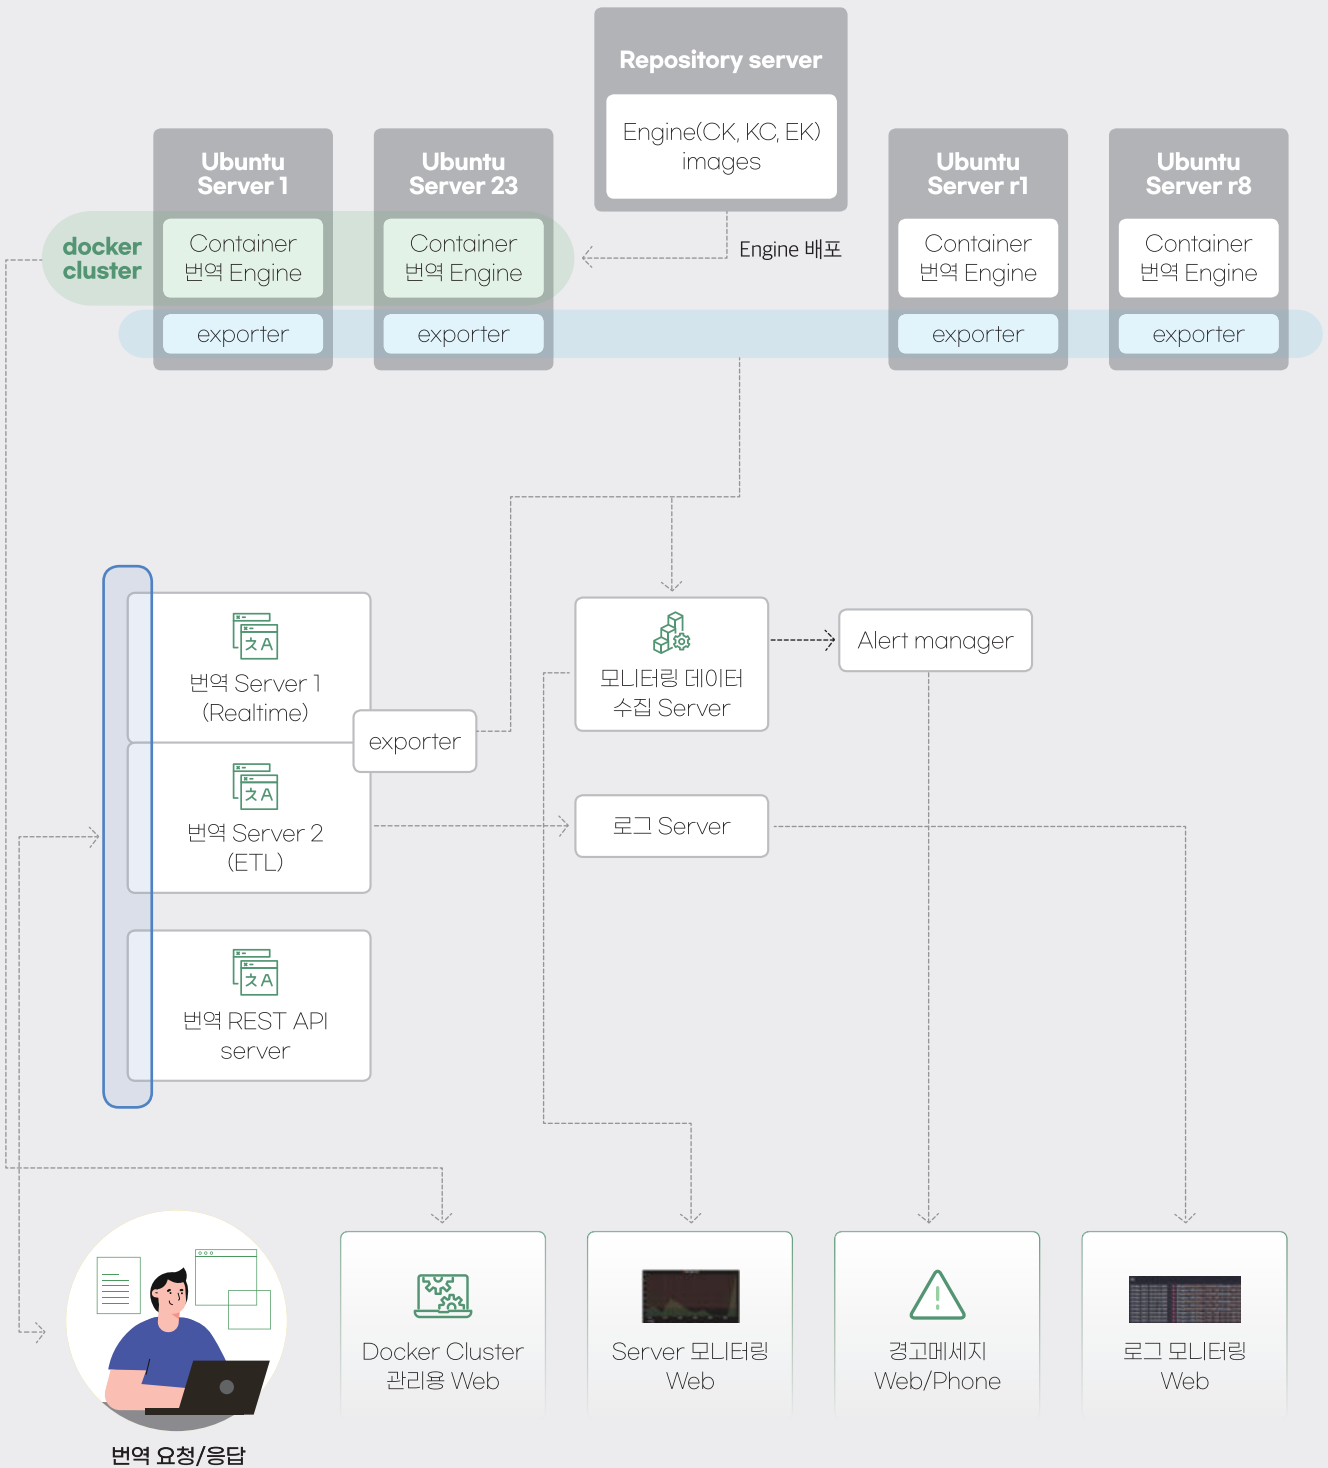 Repository server
Engine(CK, KC, EK)
images
Ubuntu
Server 1
Ubuntu
Server 23
Ubuntu
Server r1
Ubuntu
Server r8
docker
cluster
Container
번역 Engine
Container
번역 Engine
Engine 배포
Container
번역 Engine
Container
번역 Engine
exporter
exporter
exporter
exporter
번역 Server 1
(Realtime)
exporter
번역 Server 2
(ETL)
번역 REST API
server
모니터링 데이터
수집 Server
Alert manager
로그 Server
번역 요청/응답
Docker Cluster
관리용 Web
Server 모니터링
Web
경고메세지
Web/Phone
로그 모니터링
Web